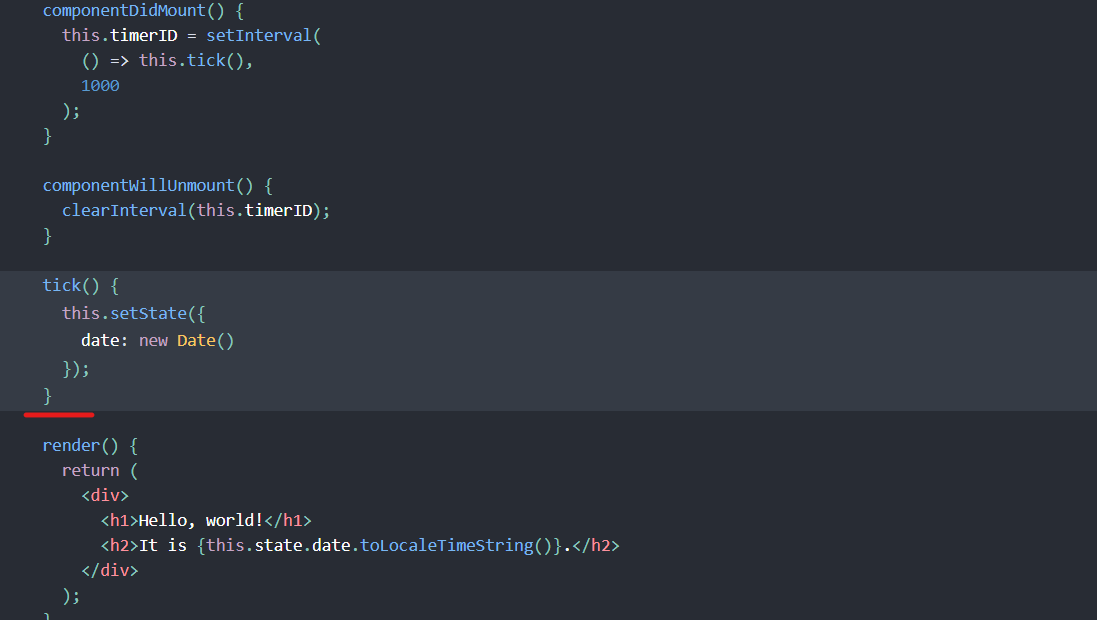 componentDidMount() {
this.timerID = setInterval(
() => this.tick(),
1000
);
}
componentWillUnmount() {
clearInterval(this.timerID);
}
tick() {
this.setState({
date: new Date()
});
}
render() {
return (
<div>
<h1>Hello, world!</h1>
<h2>It is {this.state.date.toLocaleTimeString()}.</h2>
</div>
);
}